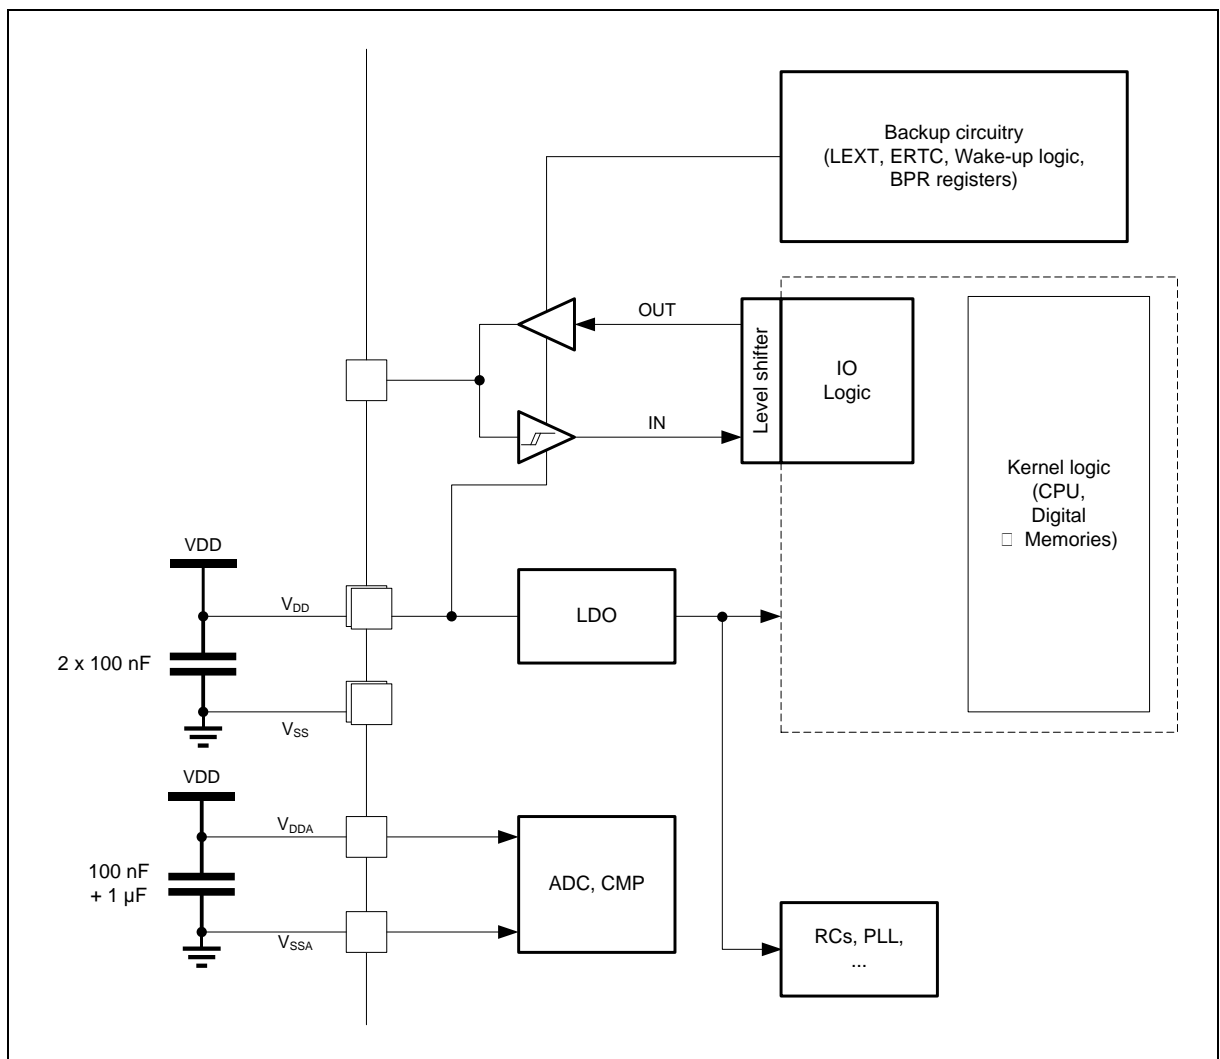 Backup circuitry
(LEXT, ERTC, Wake-up logic,
BPR registers)
OUT
Level shifter
IO
Logic
IN
Kernel logic
(CPU,
Digital
□ Memories)
VDD
VDD
LDO
2 x 100 nF
VSS
VDD
VDDA
100 nF
+ 1 µF
ADC, CMP
VSSA
RCs, PLL,
...